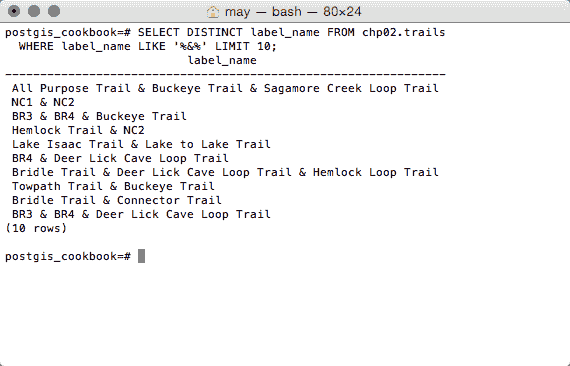 may — bash — 80×24
postgis_cookbook=# SELECT DISTINCT label_name FROM chp02.trails
WHERE label_name LIKE '%&%' LIMIT 10;
label_name
---------------------------------------------------------------
All Purpose Trail & Buckeye Trail & Sagamore Creek Loop Trail
NC1 & NC2
BR3 & BR4 & Buckeye Trail
Hemlock Trail & NC2
Lake Isaac Trail & Lake to Lake Trail
BR4 & Deer Lick Cave Loop Trail
Bridle Trail & Deer Lick Cave Loop Trail & Hemlock Loop Trail
Towpath Trail & Buckeye Trail
Bridle Trail & Connector Trail
BR3 & BR4 & Deer Lick Cave Loop Trail
(10 rows)
postgis_cookbook=#